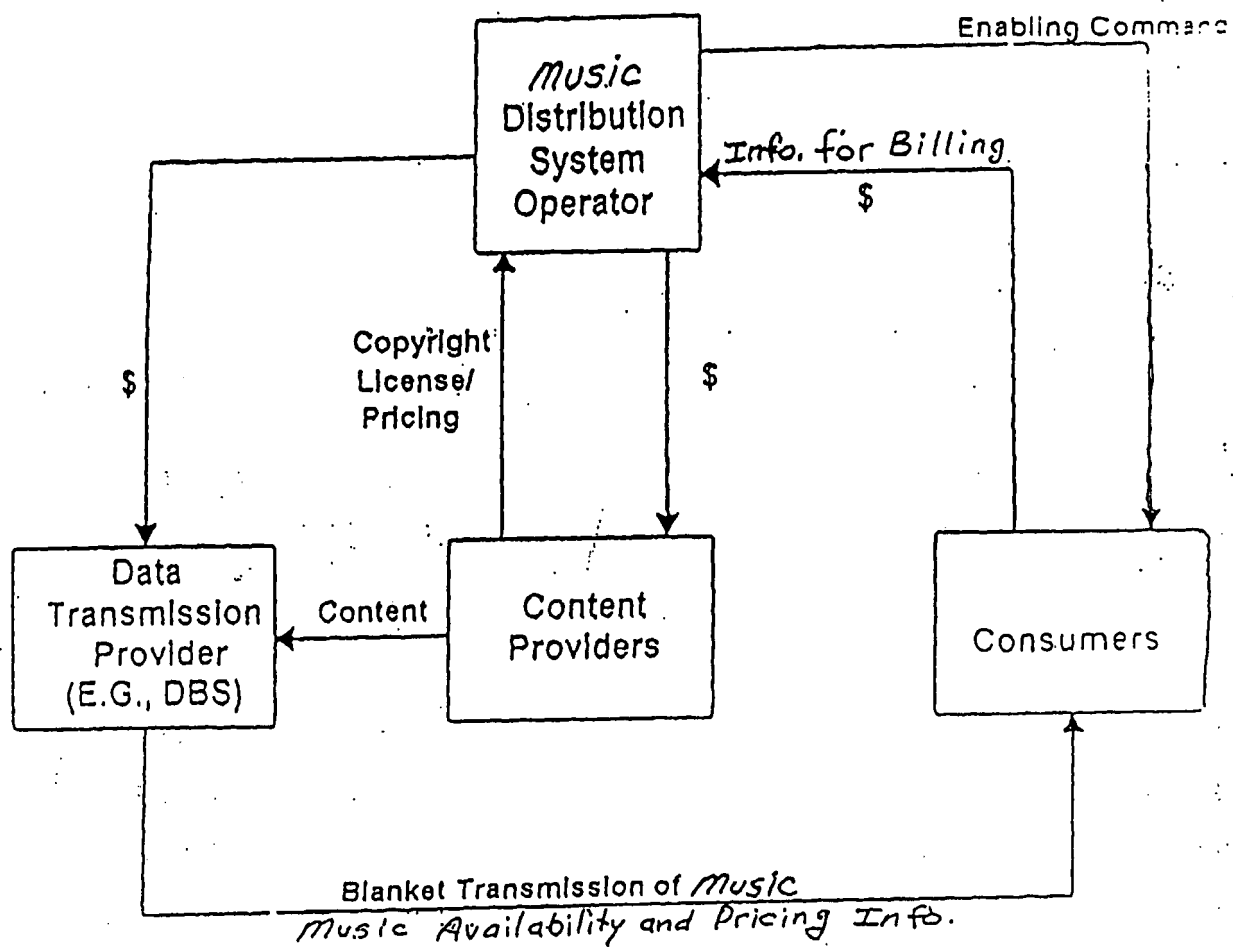 Enabling Command
Music
Distribution
System
Operator
Info. for Billing
$
Copyright
License/
Pricing
$
$
Data
Transmission
Provider
(E.G., DBS)
Content
Content
Providers
Consumers
Blanket Transmission of Music
Music Availability and Pricing Info.